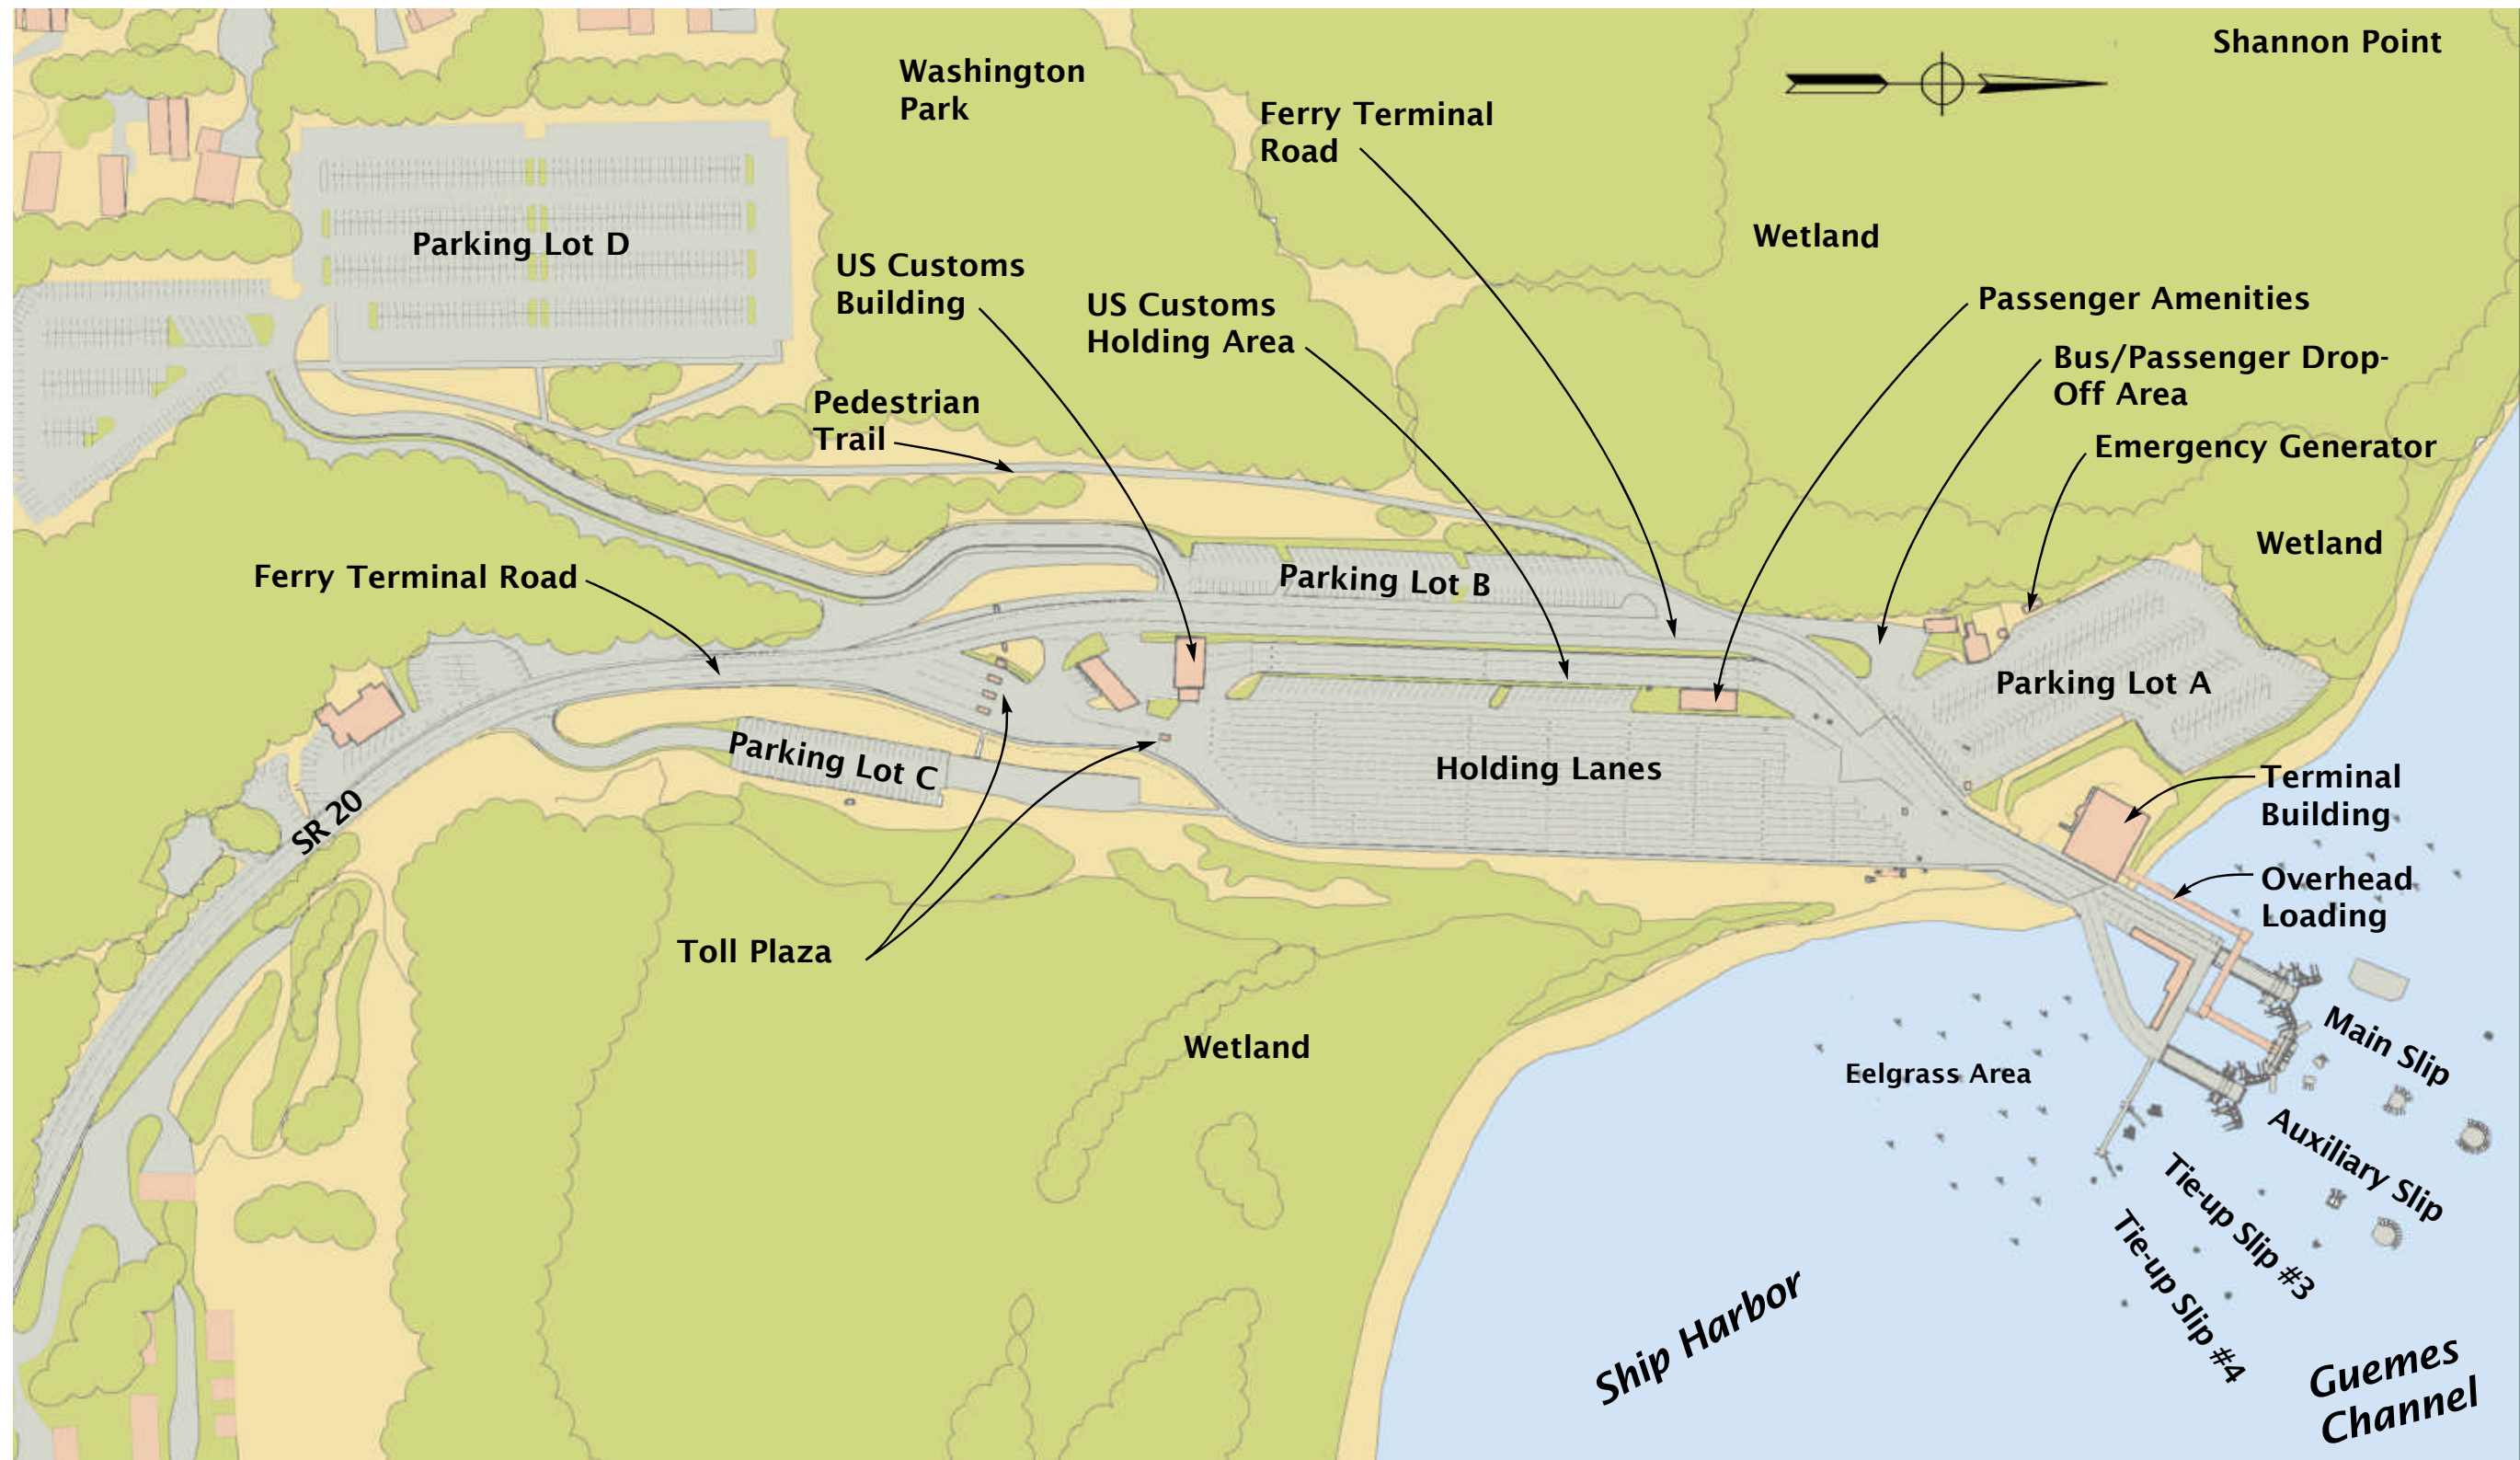 Shannon Point
Washington
Park
Ferry Terminal
Road
Wetland
Parking Lot D
US Customs
Building
US Customs
Holding Area
Passenger Amenities
Bus/Passenger Drop-
Off Area
Pedestrian
Trail
Emergency Generator
Wetland
Ferry Terminal Road
Parking Lot B
Parking Lot A
Parking Lot C
Holding Lanes
Terminal
Building
SR 20
Overhead
Loading
Toll Plaza
Wetland
Main Slip
Eelgrass Area
Auxiliary Slip
Tie-up Slip #3
Tie-up Slip #4
Ship Harbor
Guemes
Channel